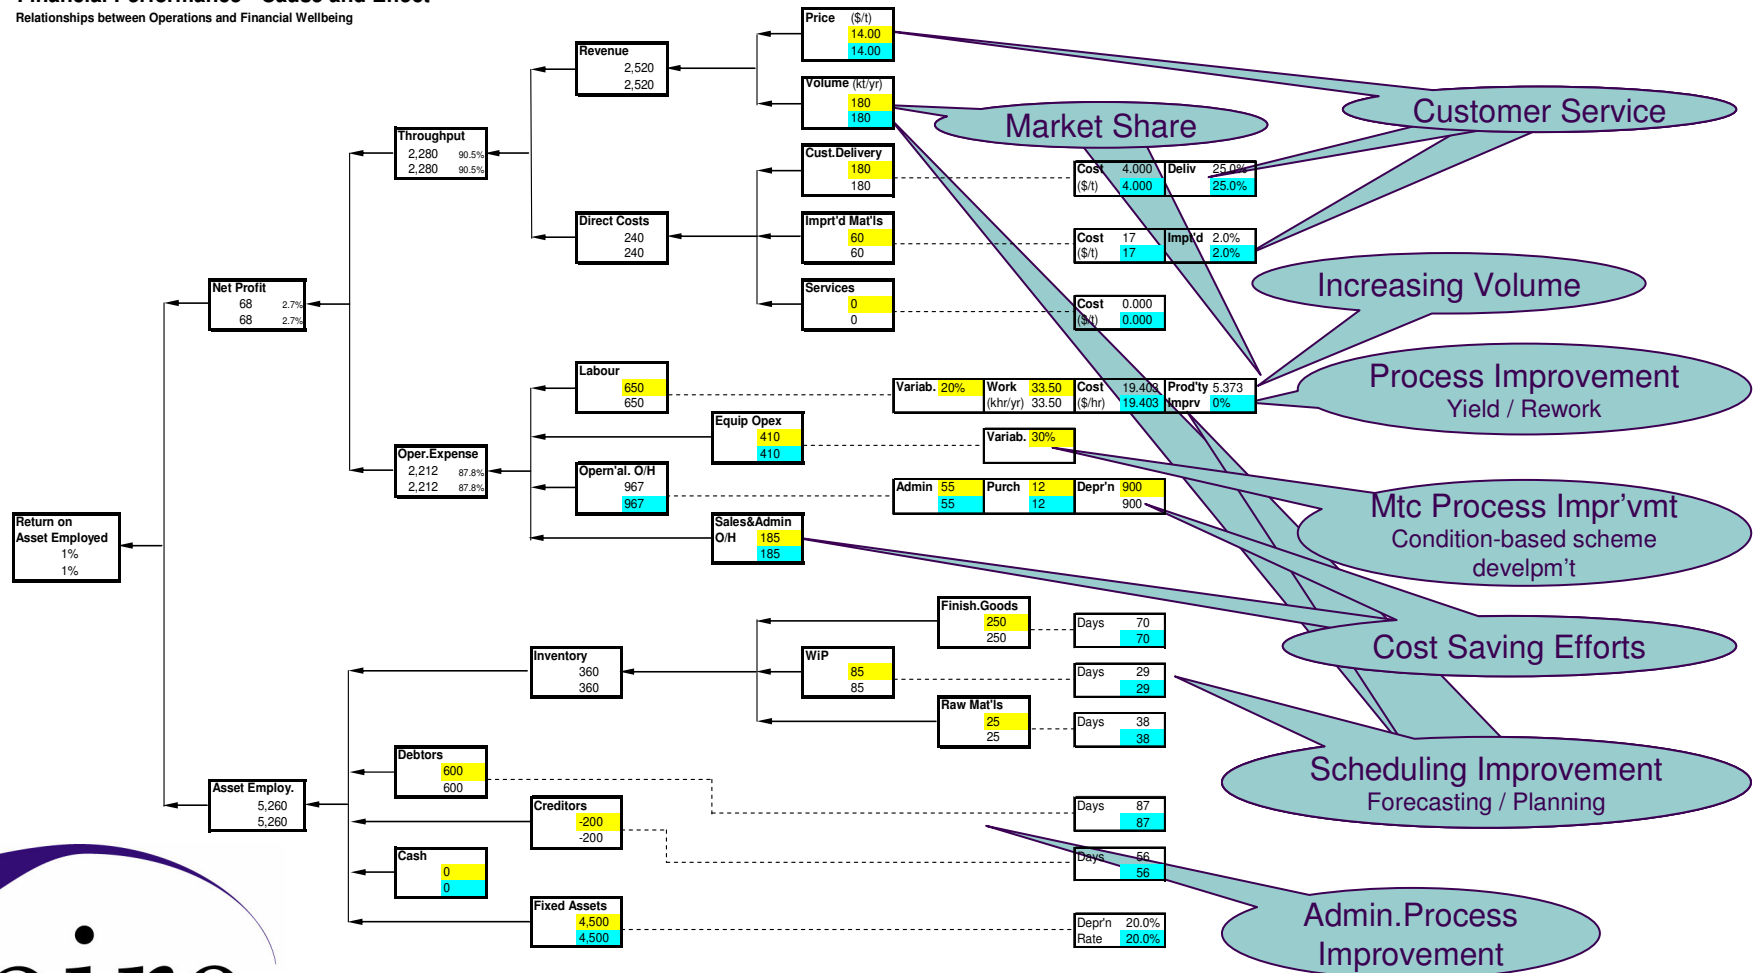 Relationships between Operations and Financial Wellbeing
Price ($/t)
14.00
14.00
Revenue
2,520
2,520
Volume (kt/yr)
180
180
Customer Service
Market Share
Throughput
2,280 90.5%
2,280 90.5%
Cust.Delivery
180
180
Cost 4.000 Deliv 25.0%
($/t) 4.000 25.0%
Direct Costs
240
240
Imprt'd Mat'ls
60
60
Cost 17 Impt'd 2.0%
($/t) 17 2.0%
Net Profit
68 2.7%
68 2.7%
Services
0
0
Cost 0.000
($/t) 0.000
Increasing Volume
Labour
650
650
Variab. 20% Work 33.50 Cost 19.403 Prod'ty 5.373
(khr/yr) 33.50 ($/hr) 19.403 Imprv 0%
Process Improvement
Yield / Rework
Equip Opex
410
410
Variab. 30%
Oper.Expense
2,212 87.8%
2,212 87.8%
Opern'al. O/H
967
967
Admin 55 Purch 12 Depr'n 900
55 12 900
Mtc Process Impr'vmt
Condition-based scheme
develpm't
Return on
Asset Employed
1%
1%
Sales&Admin
O/H 185
185
Finish.Goods
250
250
Days 70
70
Cost Saving Efforts
Inventory
360
360
WiP
85
85
Days 29
29
Raw Mat'ls
25
25
Days 38
38
Scheduling Improvement
Forecasting / Planning
Debtors
600
600
Asset Employ.
5,260
5,260
Creditors
-200
-200
Days 87
87
Cash
0
0
Days 56
56
Fixed Assets
4,500
4,500
Depr'n 20.0%
Rate 20.0%
Admin.Process
Improvement